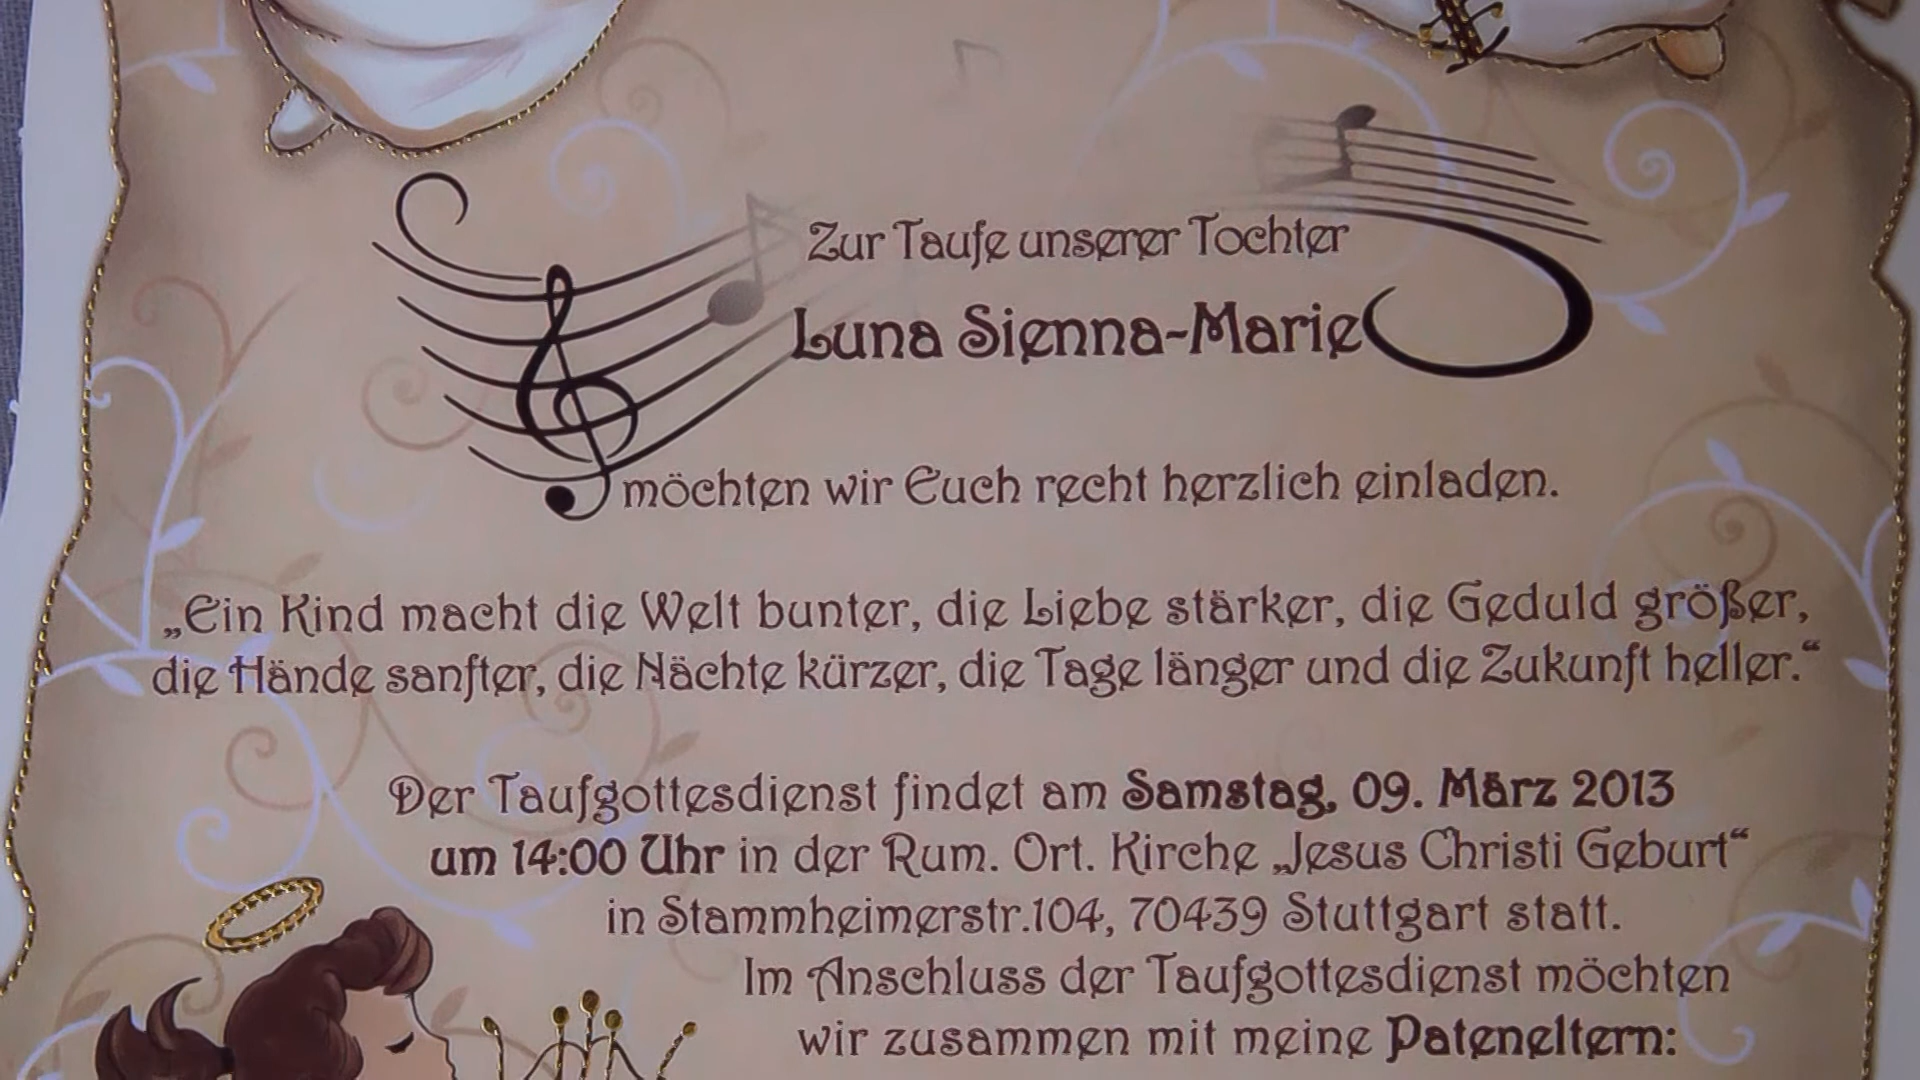 Zur Taufe unserer Tochter
Luna Sienna-Marie
möchten wir Euch recht herzlich einladen.
„Ein Kind macht die Welt bunter, die Liebe stärker, die Geduld größer,
die Hände sanfter, die Nächte kürzer, die Tage länger und die Zukunft heller.“
Der Taufgottesdienst findet am Samstag, 09. März 2013
um 14:00 Uhr in der Rum. Ort. Kirche „Jesus Christi Geburt“
in Stammheimerstr.104, 70439 Stuttgart statt.
Im Anschluss der Taufgottesdienst möchten
wir zusammen mit meine Pateneltern: